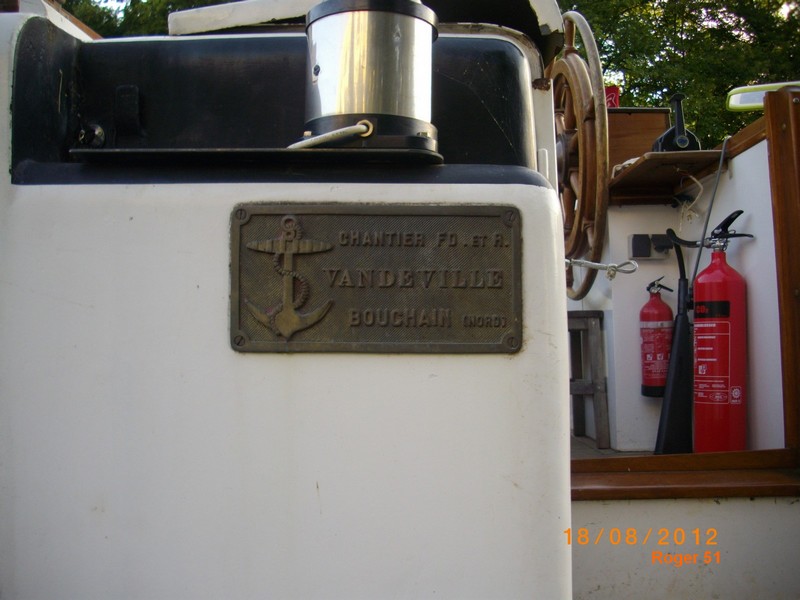 CHANTIER FD. ET R.
VANDEVILLE
BOUCHAIN (NORD)
18/08/2012
Roger 51